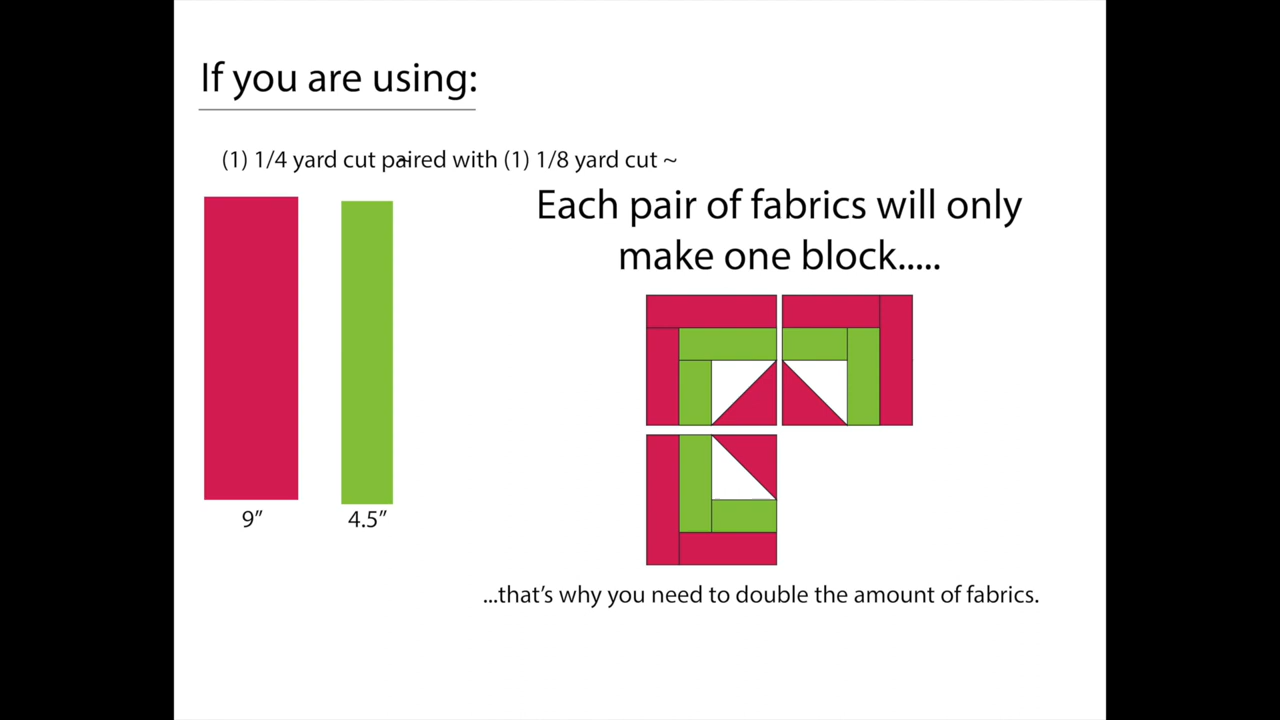 If you are using:
(1) 1/4 yard cut paired with (1) 1/8 yard cut ~
Each pair of fabrics will only
make one block.....
9”
4.5”
...that’s why you need to double the amount of fabrics.